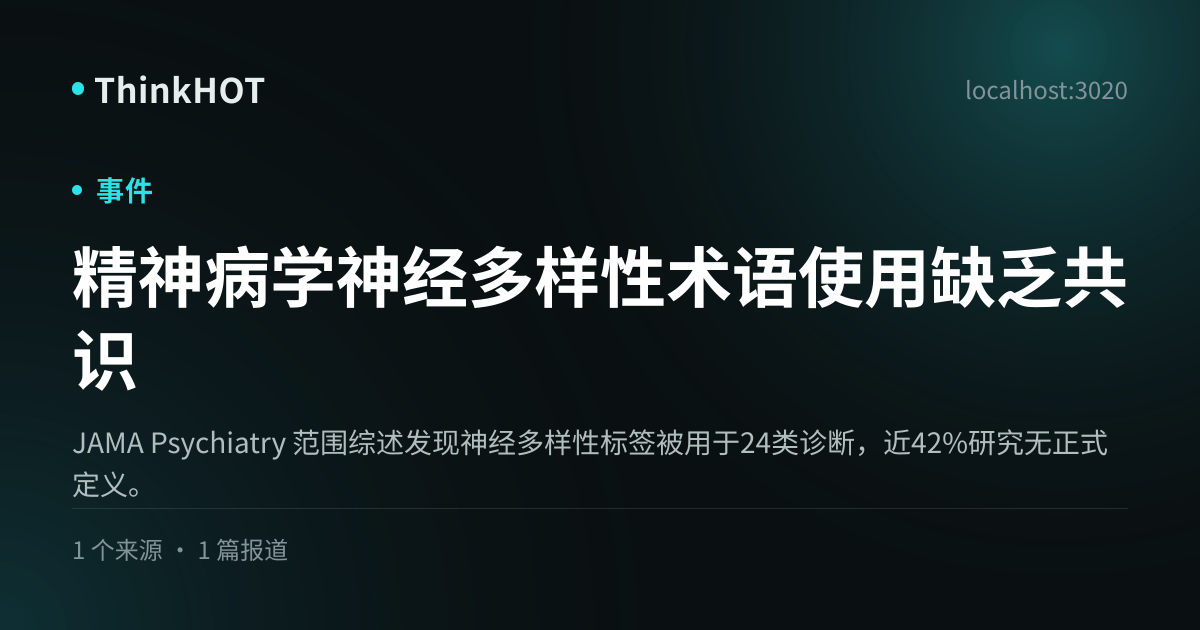 ThinkHOT
localhost:3020
事件
精神病学神经多样性术语使用缺乏共
识
JAMA Psychiatry 范围综述发现神经多样性标签被用于24类诊断，近42%研究无正式
定义。
1 个来源 · 1 篇报道